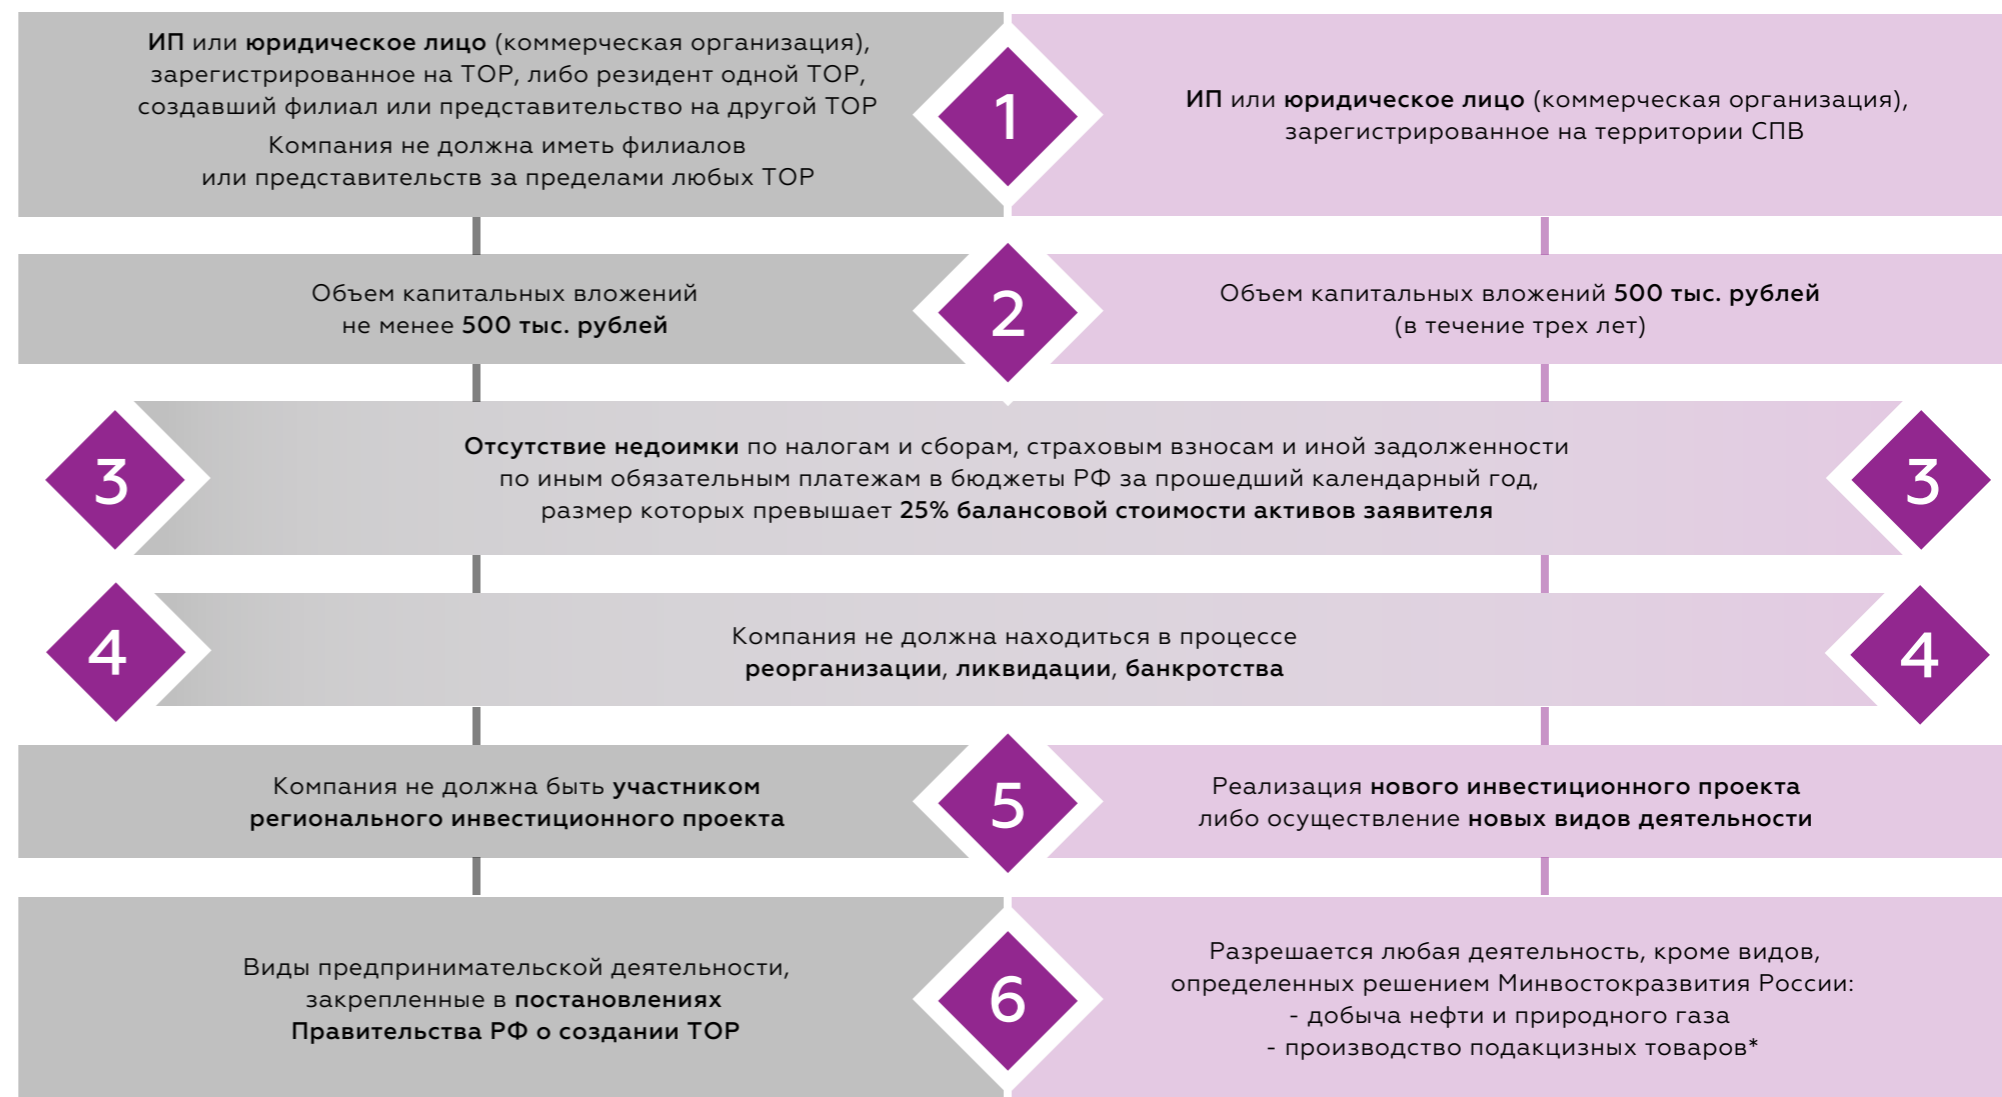 ИП или юридическое лицо (коммерческая организация),
зарегистрированное на ТОР, либо резидент одной ТОР,
создавший филиал или представительство на другой ТОР
Компания не должна иметь филиалов
или представительств за пределами любых ТОР
1
ИП или юридическое лицо (коммерческая организация),
зарегистрированное на территории СПВ
Объем капитальных вложений
не менее 500 тыс. рублей
2
Объем капитальных вложений 500 тыс. рублей
(в течение трех лет)
3
Отсутствие недоимки по налогам и сборам, страховым взносам и иной задолженности
по иным обязательным платежам в бюджеты РФ за прошедший календарный год,
размер которых превышает 25% балансовой стоимости активов заявителя
3
4
Компания не должна находиться в процессе
реорганизации, ликвидации, банкротства
4
Компания не должна быть участником
регионального инвестиционного проекта
5
Реализация нового инвестиционного проекта
либо осуществление новых видов деятельности
Виды предпринимательской деятельности,
закрепленные в постановлениях
Правительства РФ о создании ТОР
6
Разрешается любая деятельность, кроме видов,
определенных решением Минвостокразвития России:
- добыча нефти и природного газа
- производство подакцизных товаров*